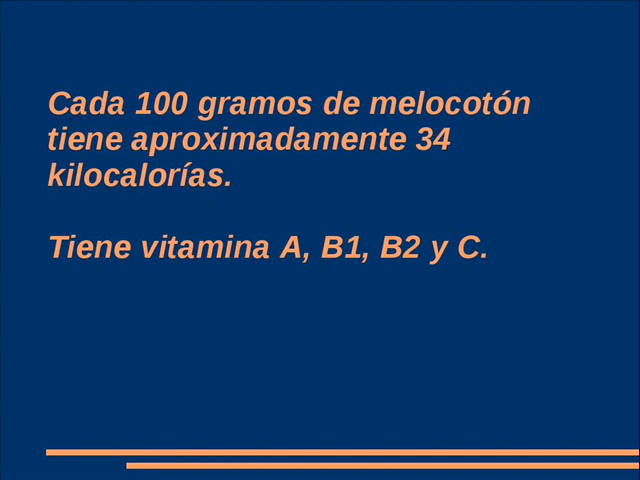 Cada 100 gramos de melocotón
tiene aproximadamente 34
kilocalorías.
Tiene vitamina A, B1, B2 y C.